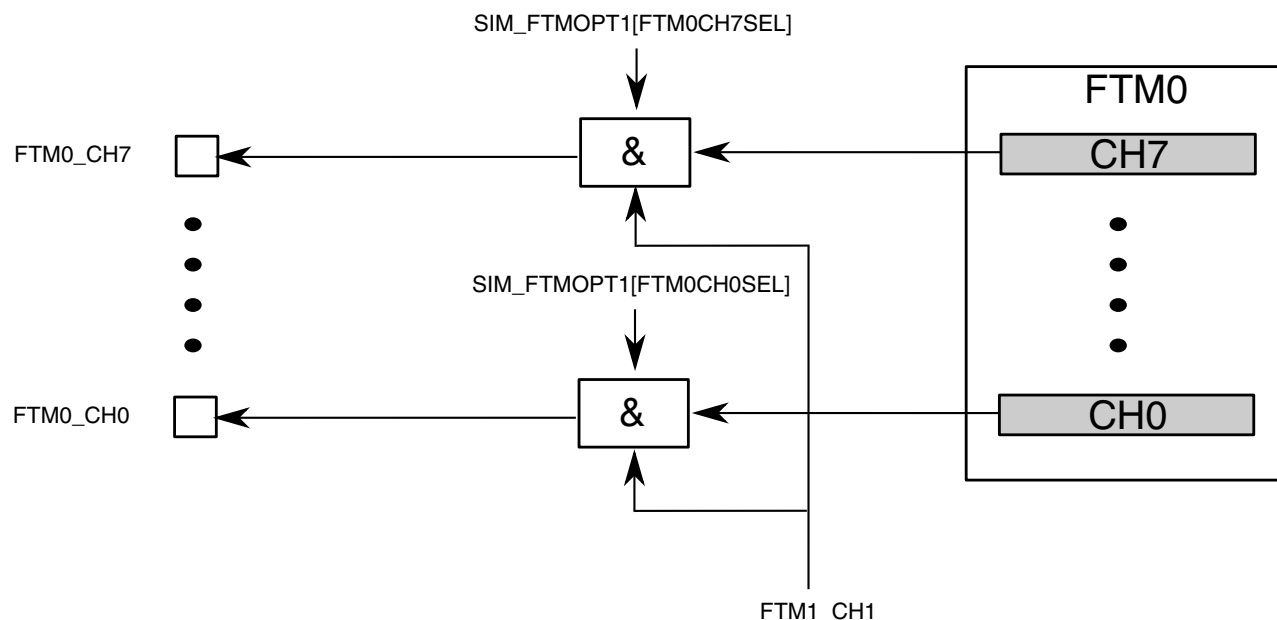 SIM_FTMOPT1[FTM0CH7SEL]
FTM0
FTM0_CH7
&
CH7
SIM_FTMOPT1[FTM0CH0SEL]
FTM0_CH0
&
CH0
FTM1_CH1